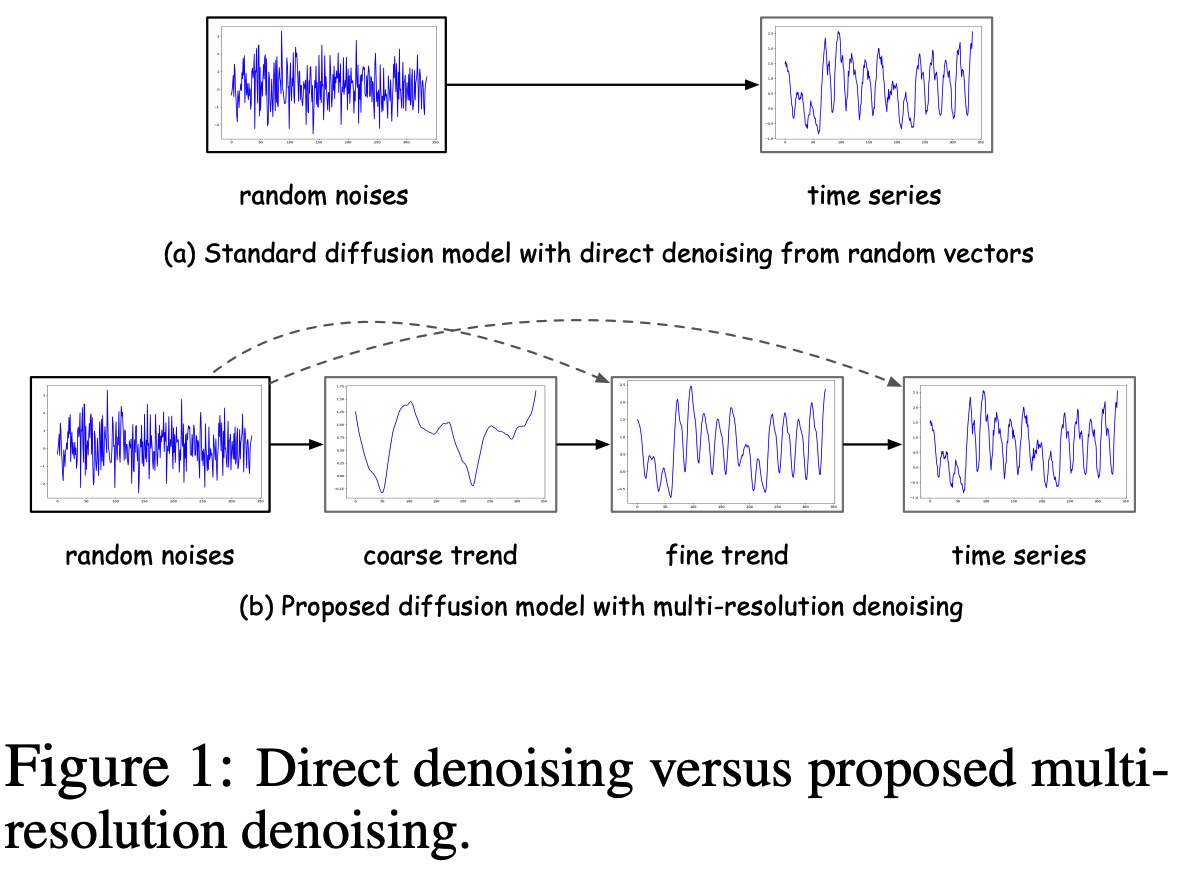 random noises
time series
(a) Standard diffusion model with direct denoising from random vectors
random noises
coarse trend
fine trend
time series
(b) Proposed diffusion model with multi-resolution denoising
Figure 1: Direct denoising versus proposed multi-
resolution denoising.